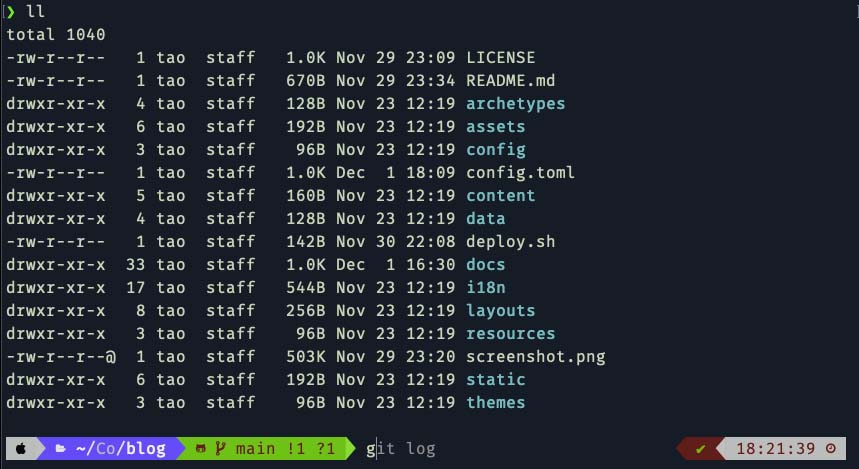 ❯ ll
total 1040
-rw-r--r--   1 tao  staff   1.0K Nov 29 23:09 LICENSE
-rw-r--r--   1 tao  staff   670B Nov 29 23:34 README.md
drwxr-xr-x   4 tao  staff   128B Nov 23 12:19 archetypes
drwxr-xr-x   6 tao  staff   192B Nov 23 12:19 assets
drwxr-xr-x   3 tao  staff    96B Nov 23 12:19 config
-rw-r--r--   1 tao  staff   1.0K Dec  1 18:09 config.toml
drwxr-xr-x   5 tao  staff   160B Nov 23 12:19 content
drwxr-xr-x   4 tao  staff   128B Nov 23 12:19 data
-rw-r--r--   1 tao  staff   142B Nov 30 22:08 deploy.sh
drwxr-xr-x  33 tao  staff   1.0K Dec  1 16:30 docs
drwxr-xr-x  17 tao  staff   544B Nov 23 12:19 i18n
drwxr-xr-x   8 tao  staff   256B Nov 23 12:19 layouts
drwxr-xr-x   3 tao  staff    96B Nov 23 12:19 resources
-rw-r--r--@  1 tao  staff   503K Nov 29 23:20 screenshot.png
drwxr-xr-x   6 tao  staff   192B Nov 23 12:19 static
drwxr-xr-x   3 tao  staff    96B Nov 23 12:19 themes
~/Co/blog main !1 ?1 git log ✔ 18:21:39